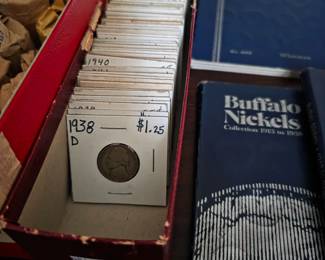 1940
1938 $1.25
D
Buffalo
Nickels
Collection 1913 to 1938